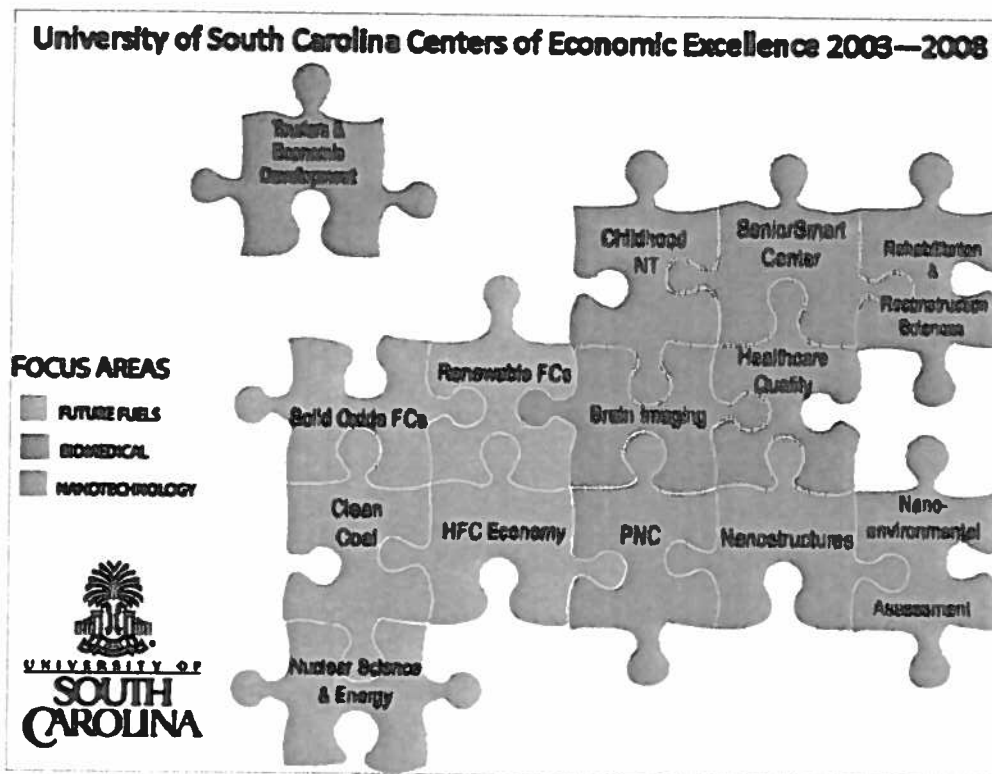 University of South Carolina Centers of Economic Excellence 2003—2008
Tourism &
Economic
Development
Childhood
NT
SeniorSmart
Center
Rehabilitation
&
Reconstruction
Sciences
Renewable FCs
Healthcare
Quality
Solid Oxide FCs
Brain Imaging
FOCUS AREAS
FUTURE FUELS
BIOMEDICAL
NANOTECHNOLOGY
Clean
Coal
HFC Economy
PNC
Nanostructures
Nano-
environmental
Assessment
Nuclear Science
& Energy
UNIVERSITY OF
SOUTH
CAROLINA